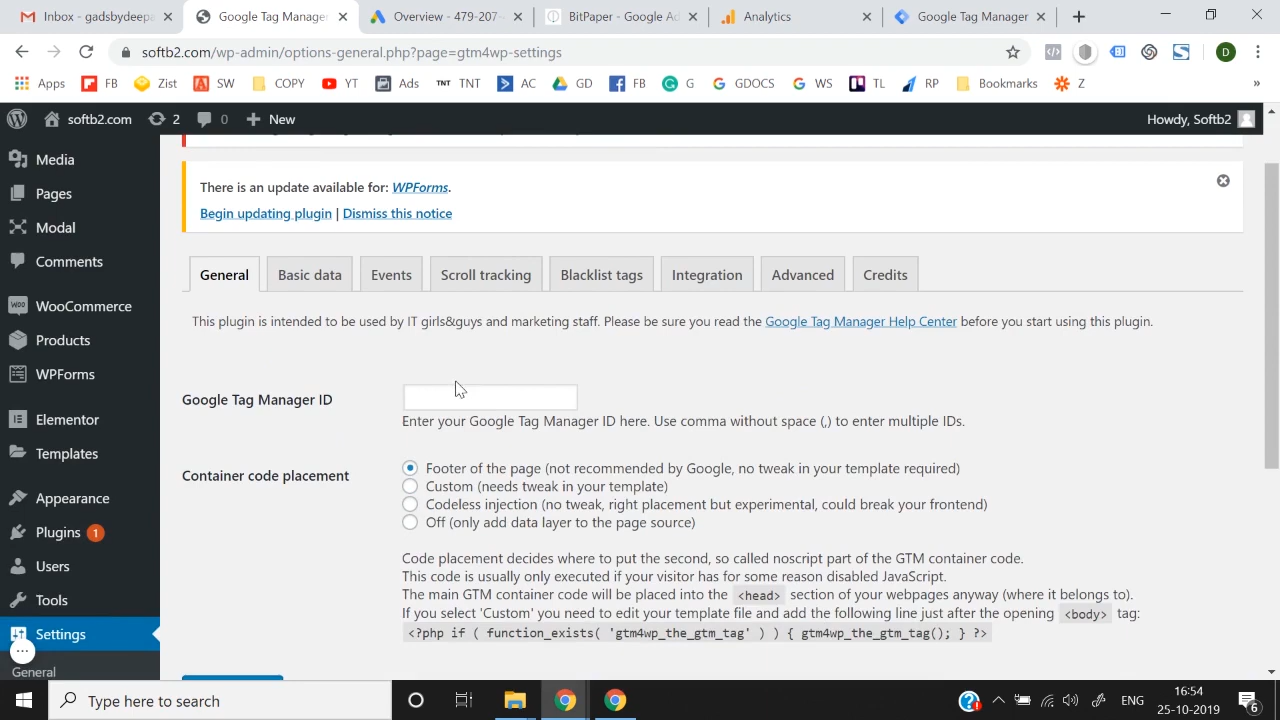 Inbox - gadsbydeepa
Google Tag Manage
Overview - 479-207-
BitPaper - Google Ad
Analytics
Google Tag Manager
softb2.com/wp-admin/options-general.php?page=gtm4wp-settings
D
Apps
FB
Zist
SW
COPY
YT
Ads
TNT TNT
AC
GD
FB
G
GDOCS
WS
TL
RP
Bookmarks
Z
»
softb2.com
2
0
New
Howdy, Softb2
Media
Pages
Modal
Comments
WooCommerce
Products
WPForms
Elementor
Templates
Appearance
Plugins 1
Users
Tools
Settings
General
There is an update available for: WPForms.
Begin updating plugin | Dismiss this notice
General
Basic data
Events
Scroll tracking
Blacklist tags
Integration
Advanced
Credits
This plugin is intended to be used by IT girls&guys and marketing staff. Please be sure you read the Google Tag Manager Help Center before you start using this plugin.
Google Tag Manager ID
Enter your Google Tag Manager ID here. Use comma without space (,) to enter multiple IDs.
Container code placement
Footer of the page (not recommended by Google, no tweak in your template required)
Custom (needs tweak in your template)
Codeless injection (no tweak, right placement but experimental, could break your frontend)
Off (only add data layer to the page source)
Code placement decides where to put the second, so called noscript part of the GTM container code.
This code is usually only executed if your visitor has for some reason disabled JavaScript.
The main GTM container code will be placed into the <head> section of your webpages anyway (where it belongs to).
If you select 'Custom' you need to edit your template file and add the following line just after the opening <body> tag:
<?php if ( function_exists( 'gtm4wp_the_gtm_tag' ) ) { gtm4wp_the_gtm_tag(); } ?>
Type here to search
ENG
16:54
25-10-2019
6